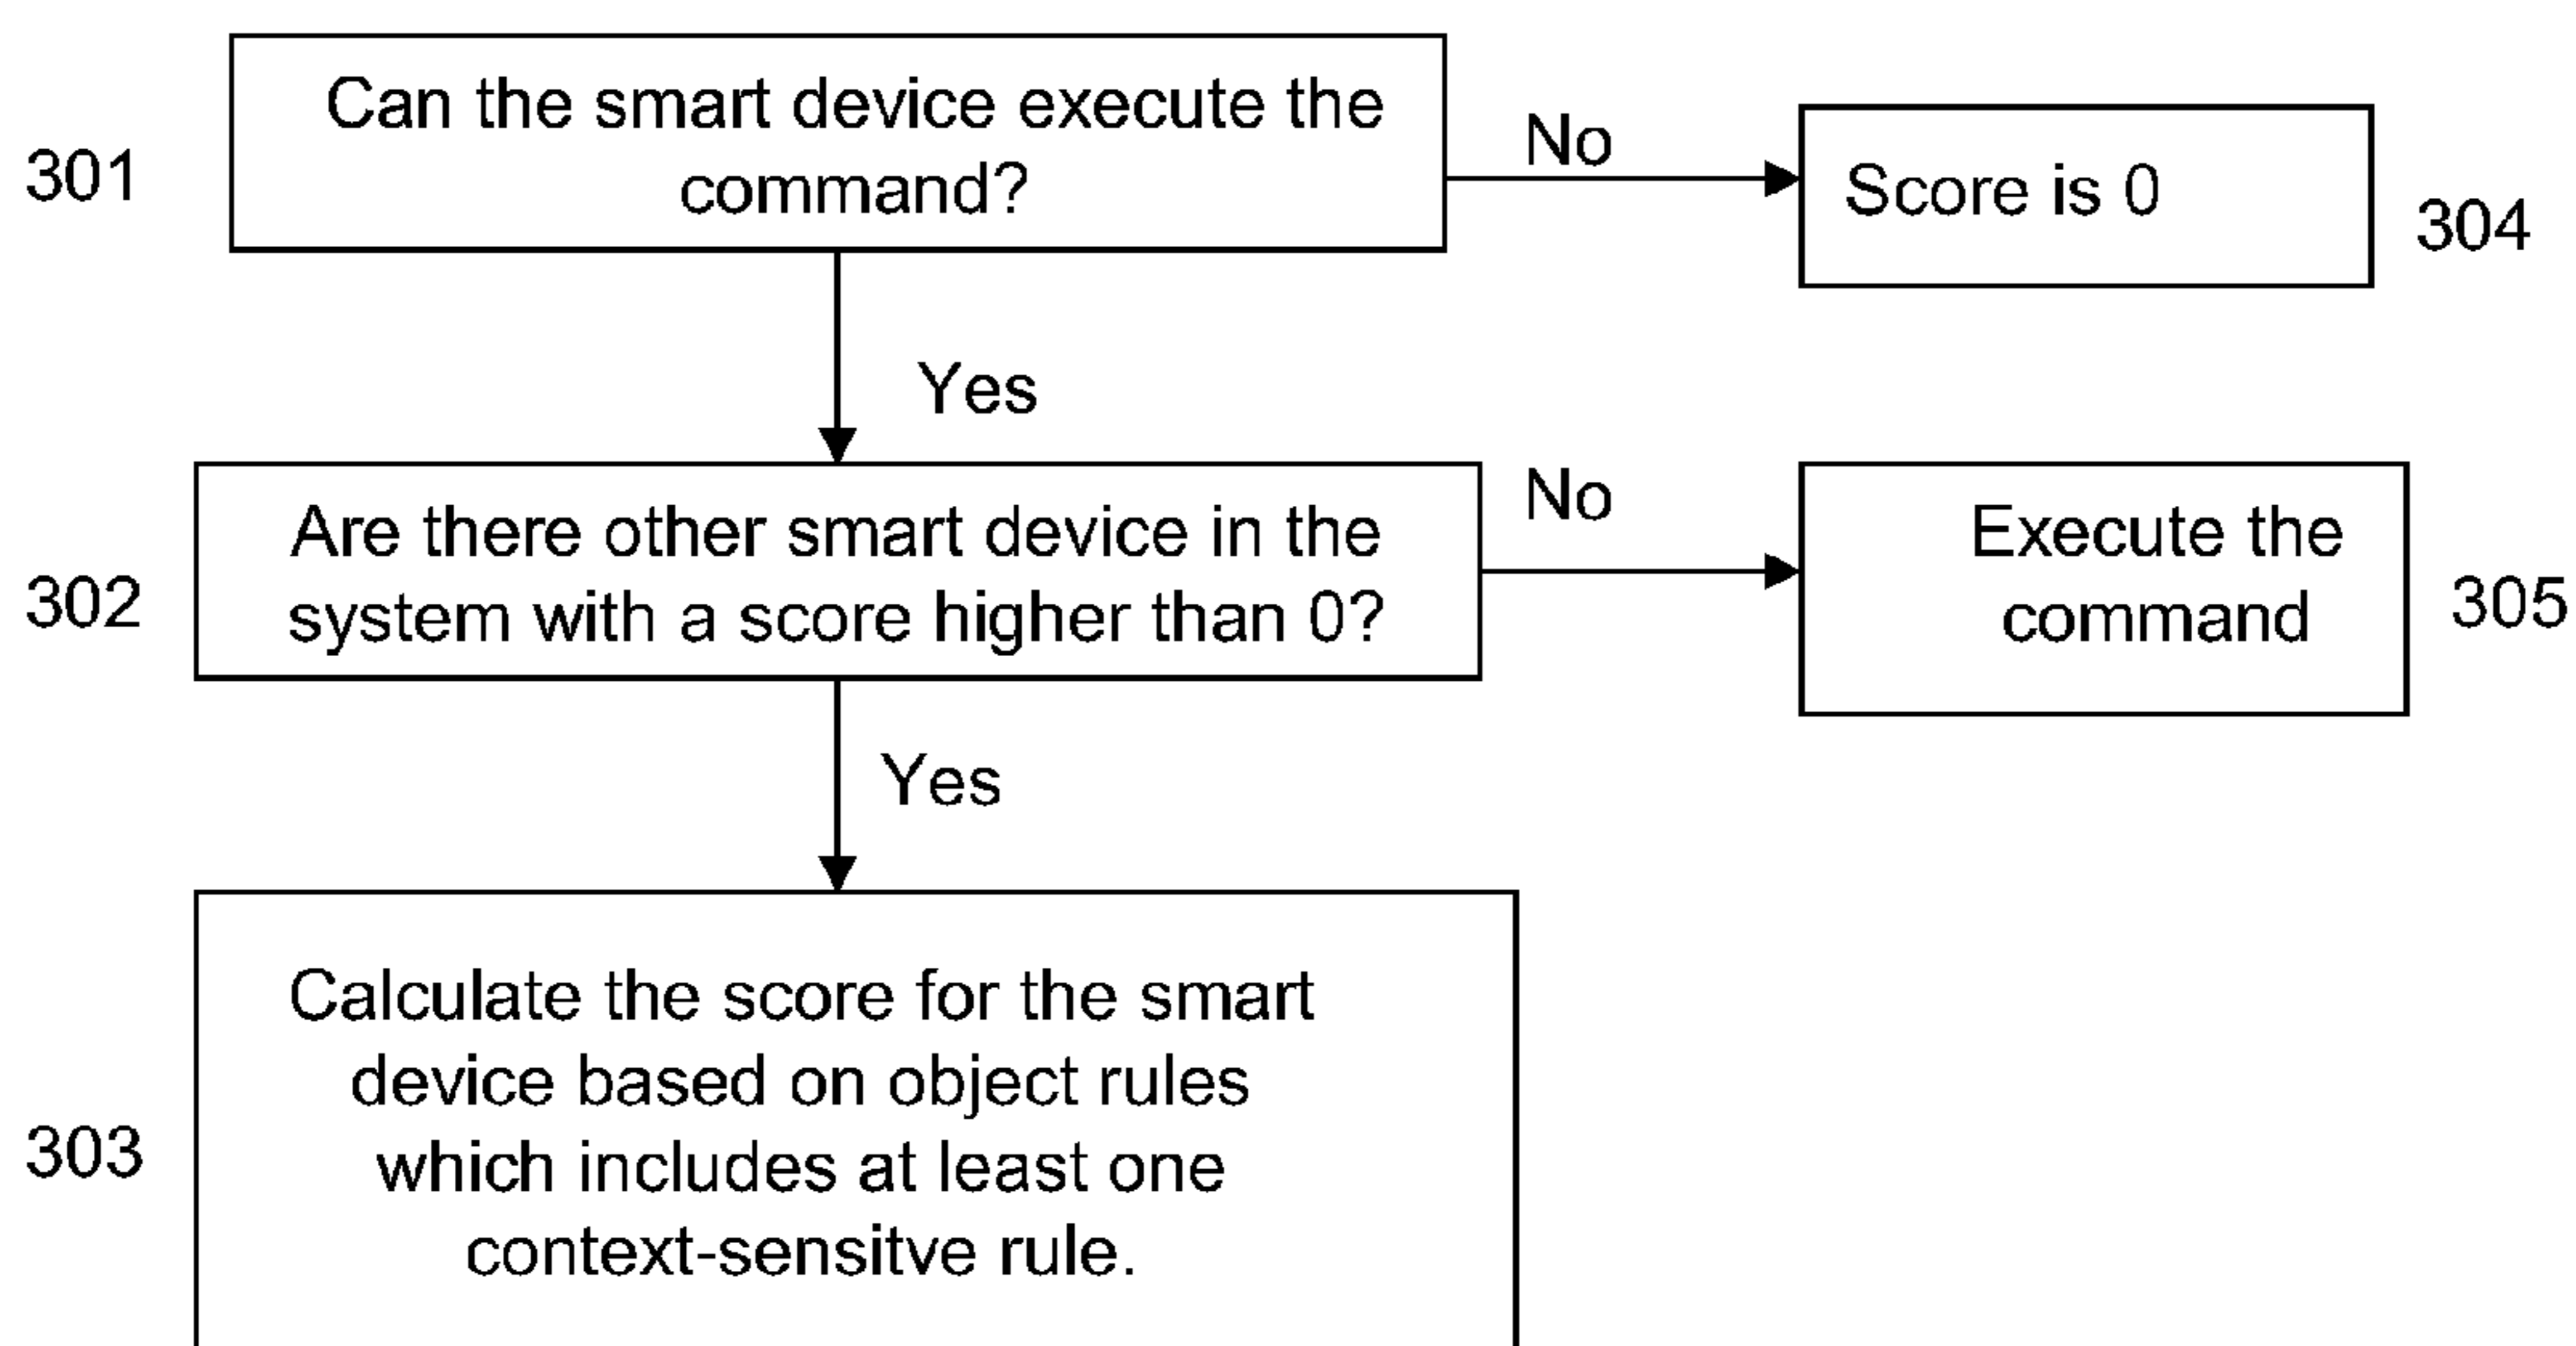 301
Can the smart device execute the
command?
No
Score is 0
304
Yes
302
Are there other smart device in the
system with a score higher than 0?
No
Execute the
command
305
Yes
303
Calculate the score for the smart
device based on object rules
which includes at least one
context-sensitve rule.